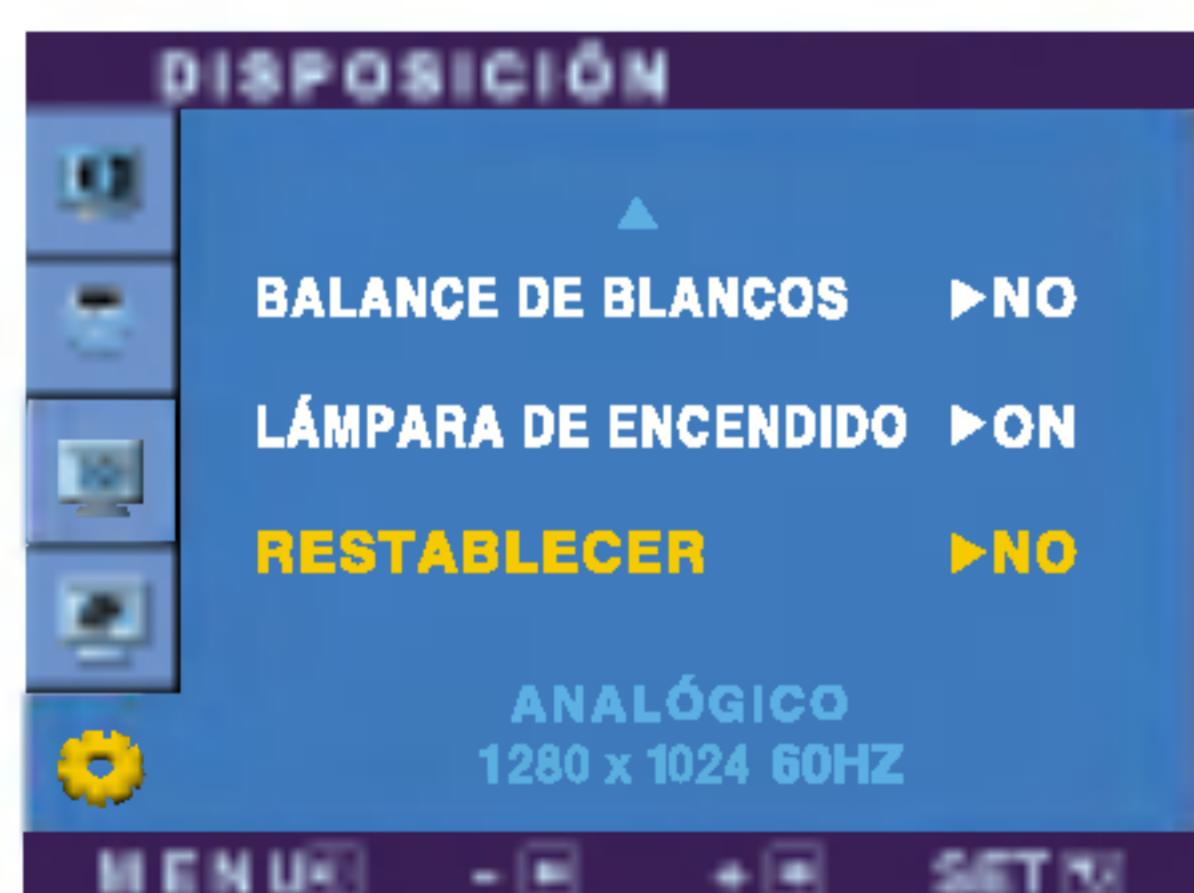 DISPOSICIÓN
BALANCE DE BLANCOS ▶NO
LÁMPARA DE ENCENDIDO ▶ON
RESTABLECER ▶NO
ANALÓGICO
1280 x 1024 60HZ
MENU - + SET